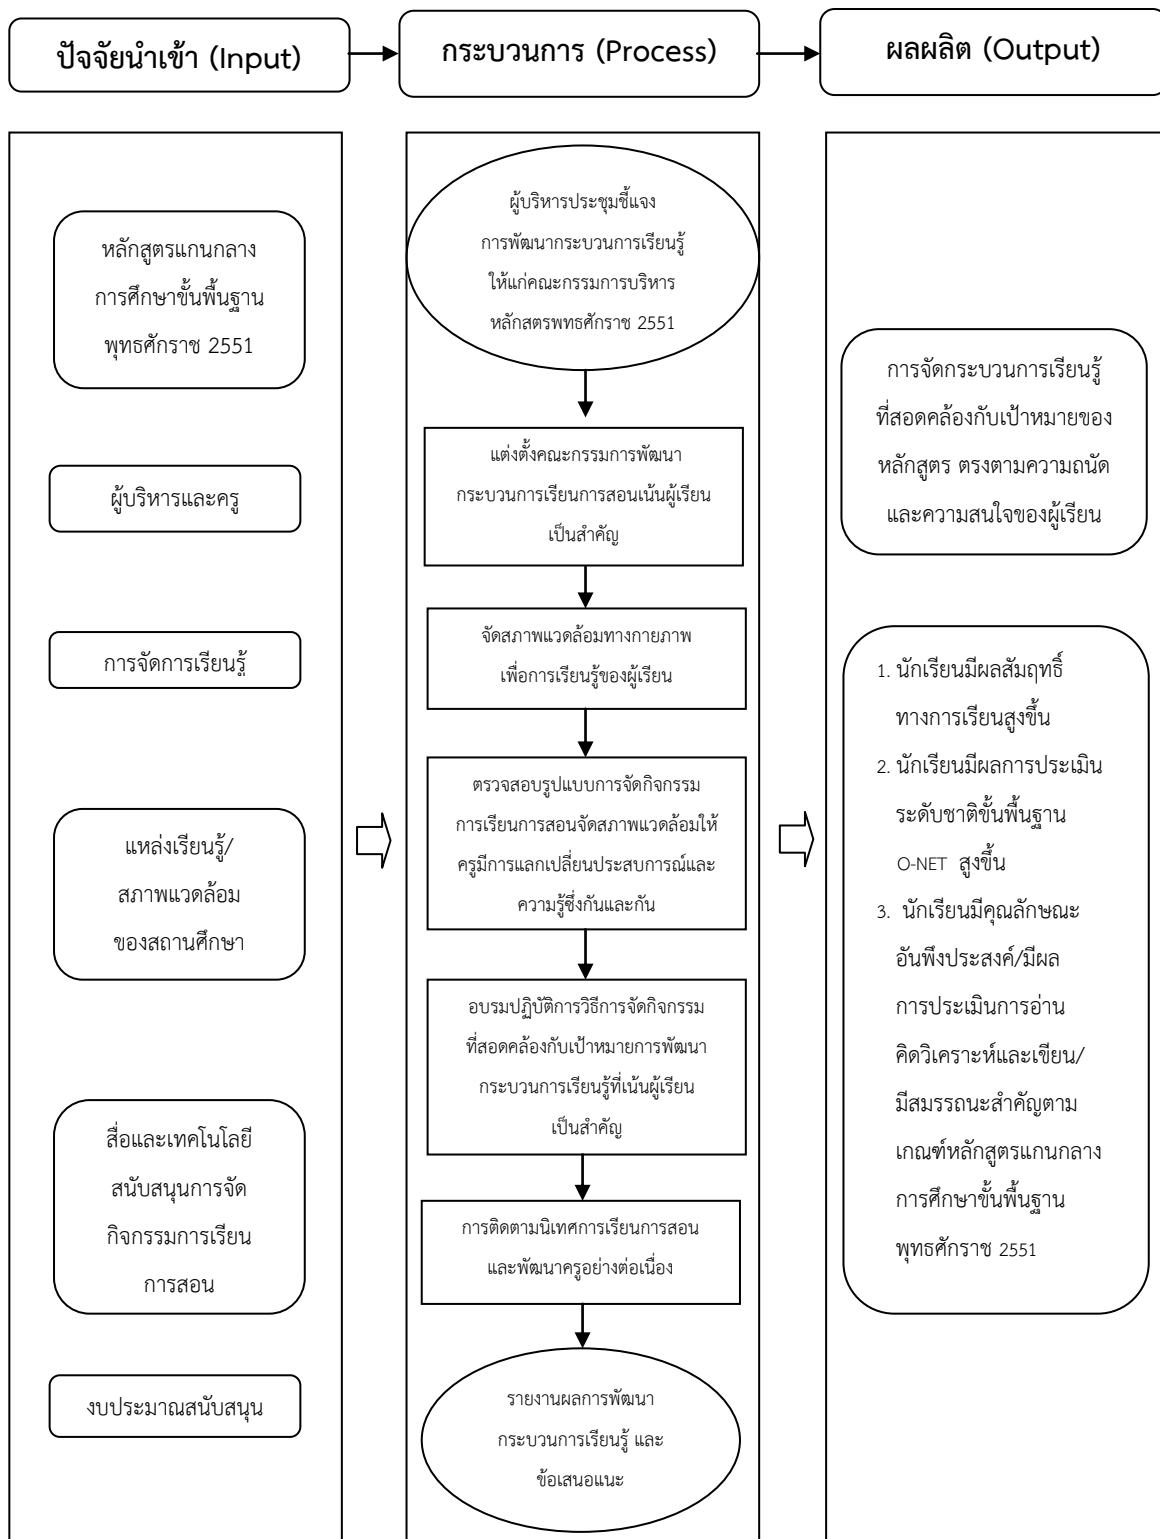 ปัจจัยนำเข้า (Input)
กระบวนการ (Process)
ผลผลิต (Output)
หลักสูตรแกนกลาง
การศึกษาขั้นพื้นฐาน
พุทธศักราช 2551
ผู้บริหารและครู
การจัดการเรียนรู้
แหล่งเรียนรู้/
สภาพแวดล้อม
ของสถานศึกษา
สื่อและเทคโนโลยี
สนับสนุนการจัด
กิจกรรมการเรียน
การสอน
งบประมาณสนับสนุน
ผู้บริหารประชุมชี้แจง
การพัฒนากระบวนการเรียนรู้
ให้แก่คณะกรรมการบริหาร
หลักสตรพทธศักราช 2551
แต่งตั้งคณะกรรมการพัฒนา
กระบวนการเรียนการสอนเน้นผู้เรียน
เป็นสำคัญ
จัดสภาพแวดล้อมทางกายภาพ
เพื่อการเรียนรู้ของผู้เรียน
ตรวจสอบรูปแบบการจัดกิจกรรม
การเรียนการสอนจัดสภาพแวดล้อมให้
ครูมีการแลกเปลี่ยนประสบการณ์และ
ความรู้ซึ่งกันและกัน
อบรมปฏิบัติการวิธีการจัดกิจกรรม
ที่สอดคล้องกับเป้าหมายการพัฒนา
กระบวนการเรียนรู้ที่เน้นผู้เรียน
เป็นสำคัญ
การติดตามนิเทศการเรียนการสอน
และพัฒนาครูอย่างต่อเนื่อง
รายงานผลการพัฒนา
กระบวนการเรียนรู้ และ
ข้อเสนอแนะ
การจัดกระบวนการเรียนรู้
ที่สอดคล้องกับเป้าหมายของ
หลักสูตร ตรงตามความถนัด
และความสนใจของผู้เรียน
1. นักเรียนมีผลสัมฤทธิ์
ทางการเรียนสูงขึ้น
2. นักเรียนมีผลการประเมิน
ระดับชาติขั้นพื้นฐาน
O-NET สูงขึ้น
3. นักเรียนมีคุณลักษณะ
อันพึงประสงค์/มีผล
การประเมินการอ่าน
คิดวิเคราะห์และเขียน/
มีสมรรถนะสำคัญตาม
เกณฑ์หลักสูตรแกนกลาง
การศึกษาขั้นพื้นฐาน
พุทธศักราช 2551